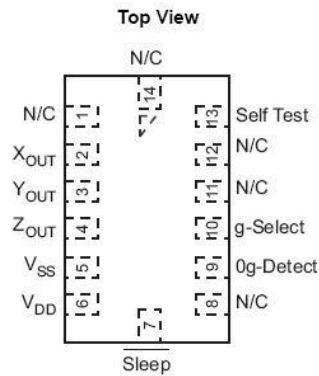 Top View
N/C
14
N/C 1 13 Self Test
XOUT 2 12 N/C
YOUT 3 11 N/C
ZOUT 4 10 g-Select
VSS 5 9 0g-Detect
VDD 6 8 N/C
7
Sleep